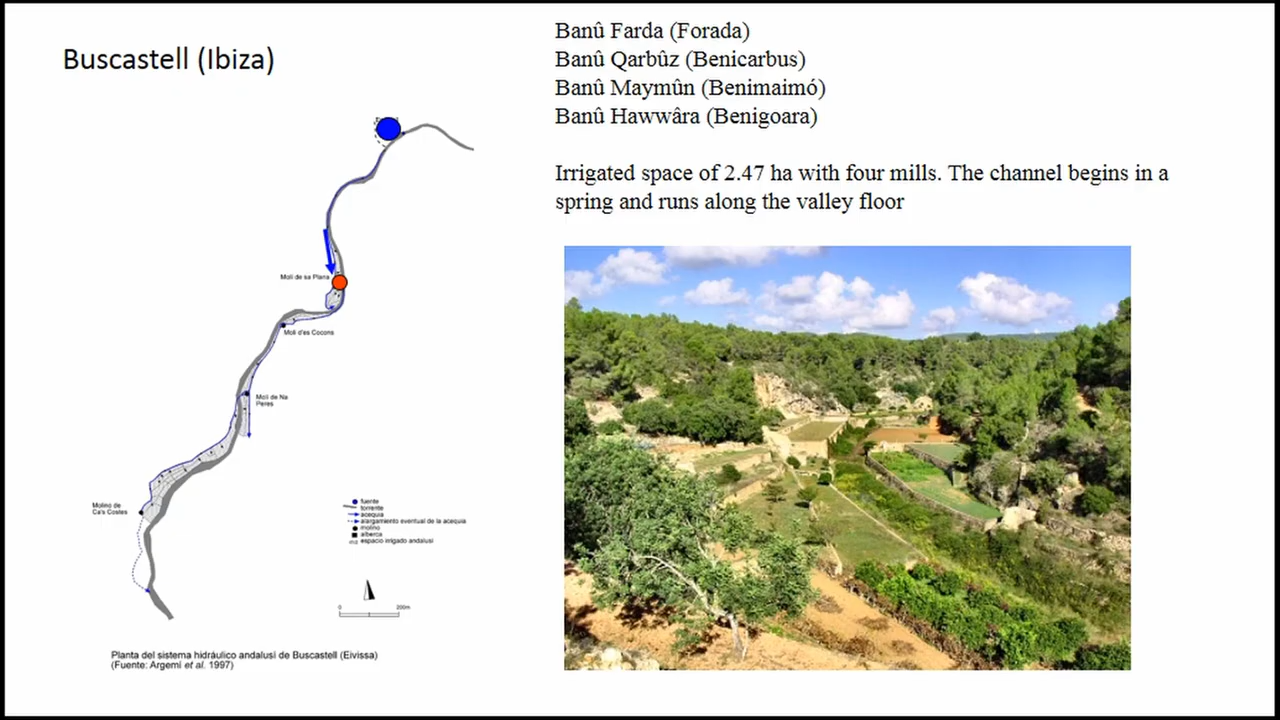 Buscastell (Ibiza)
Banû Farda (Forada)
Banû Qarbûz (Benicarbus)
Banû Maymûn (Benimaimó)
Banû Hawwâra (Benigoara)
Irrigated space of 2.47 ha with four mills. The channel begins in a
spring and runs along the valley floor
Molí de sa Plana
Molí d'es Cocons
Molí de Na
Peres
Molino de
Ca's Costes
fuente
torrente
acequia
alargamiento eventual de la acequia
molino
alberca
espacio irrigado andalusí
0 200m
Planta del sistema hidráulico andalusí de Buscastell (Eivissa)
(Fuente: Argemí et al. 1997)